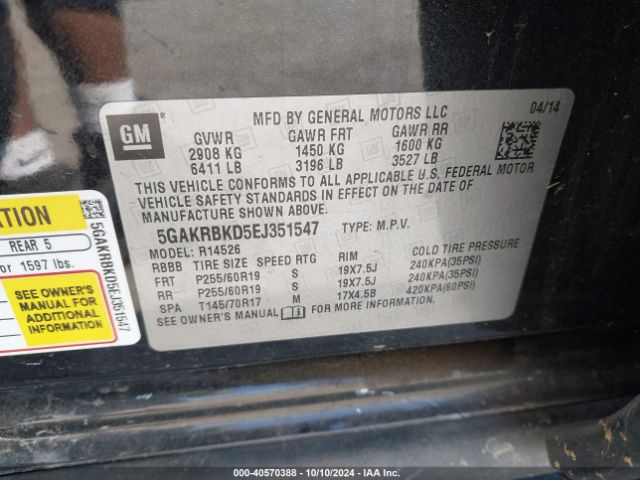 MFD BY GENERAL MOTORS LLC 04/14
GM
GVWR GAWR FRT GAWR RR
2908 KG 1450 KG 1600 KG
6411 LB 3196 LB 3527 LB
THIS VEHICLE CONFORMS TO ALL APPLICABLE U.S. FEDERAL MOTOR
VEHICLE SAFETY STANDARDS IN EFFECT ON THE DATE OF
MANUFACTURE SHOWN ABOVE.
5GAKRBKD5EJ351547 TYPE: M.P.V.
MODEL: R14526
RBBB TIRE SIZE SPEED RTG RIM COLD TIRE PRESSURE
FRT P255/60R19 S 19X7.5J 240KPA(35PSI)
RR P255/60R19 S 19X7.5J 240KPA(35PSI)
SPA T145/70R17 M 17X4.5B 420KPA(60PSI)
SEE OWNER'S MANUAL FOR MORE INFORMATION
ATION
REAR 5
or 1597 lbs.
SEE OWNER'S
MANUAL FOR
ADDITIONAL
INFORMATION
5GAKRBKD5EJ351547
000-40570388 - 10/10/2024 - IAA Inc.